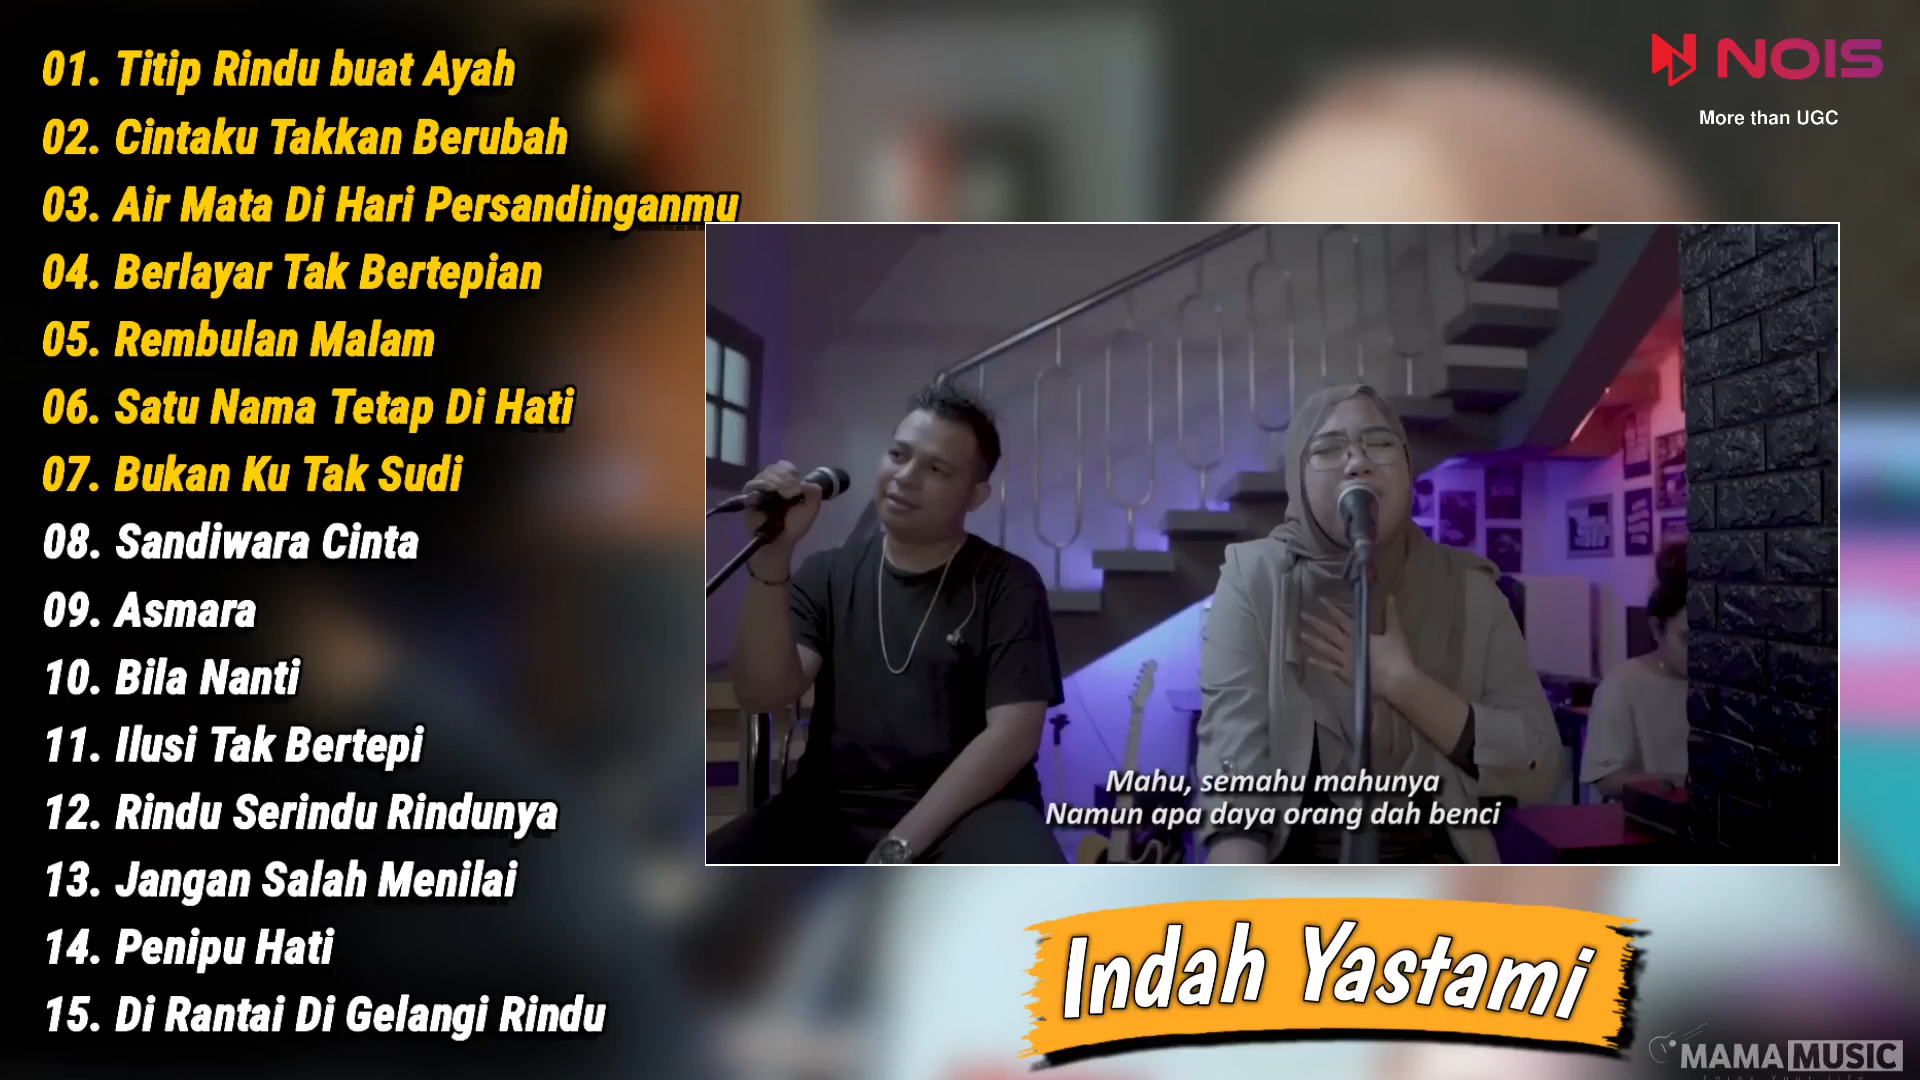 01. Titip Rindu buat Ayah
02. Cintaku Takkan Berubah
03. Air Mata Di Hari Persandinganmu
04. Berlayar Tak Bertepian
05. Rembulan Malam
06. Satu Nama Tetap Di Hati
07. Bukan Ku Tak Sudi
08. Sandiwara Cinta
09. Asmara
10. Bila Nanti
11. Ilusi Tak Bertepi
12. Rindu Serindu Rindunya
13. Jangan Salah Menilai
14. Penipu Hati
15. Di Rantai Di Gelangi Rindu
NOIS
More than UGC
Mahu, semahu mahunya
Namun apa daya orang dah benci
Indah Yastami
MAMA MUSIC